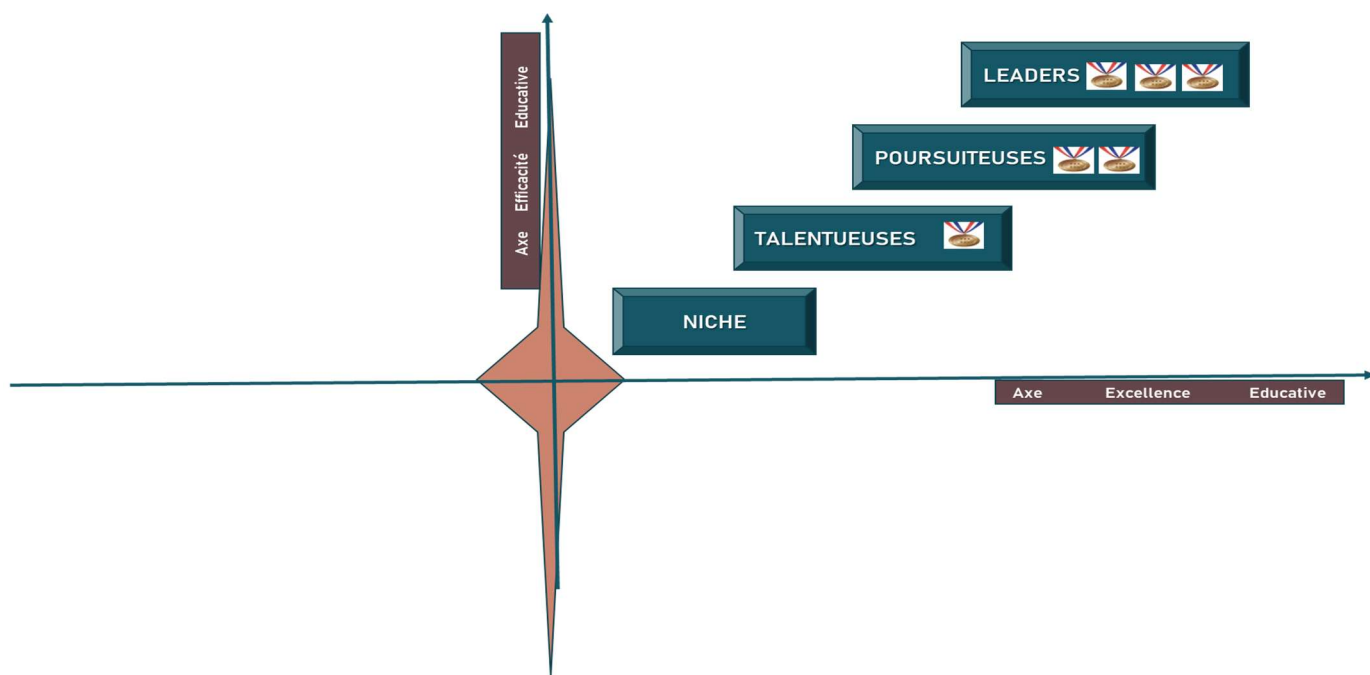 LEADERS
POURSUITEUSES
TALENTUEUSES
NICHE
Axe Efficacité Educative
Axe Excellence Educative